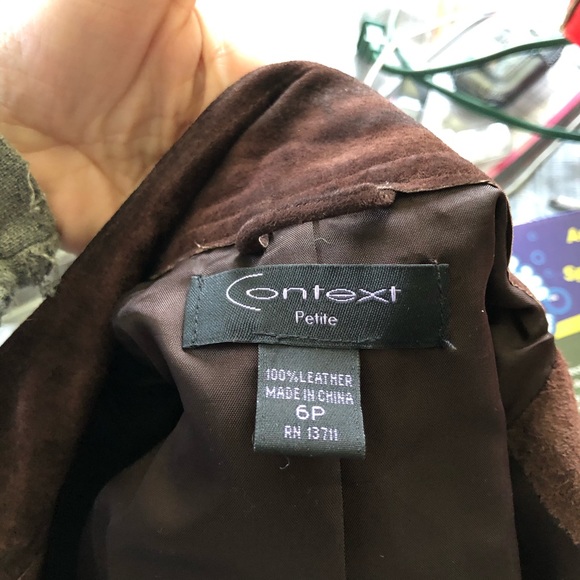 Context
Petite
100% LEATHER
MADE IN CHINA
6P
RN 13711